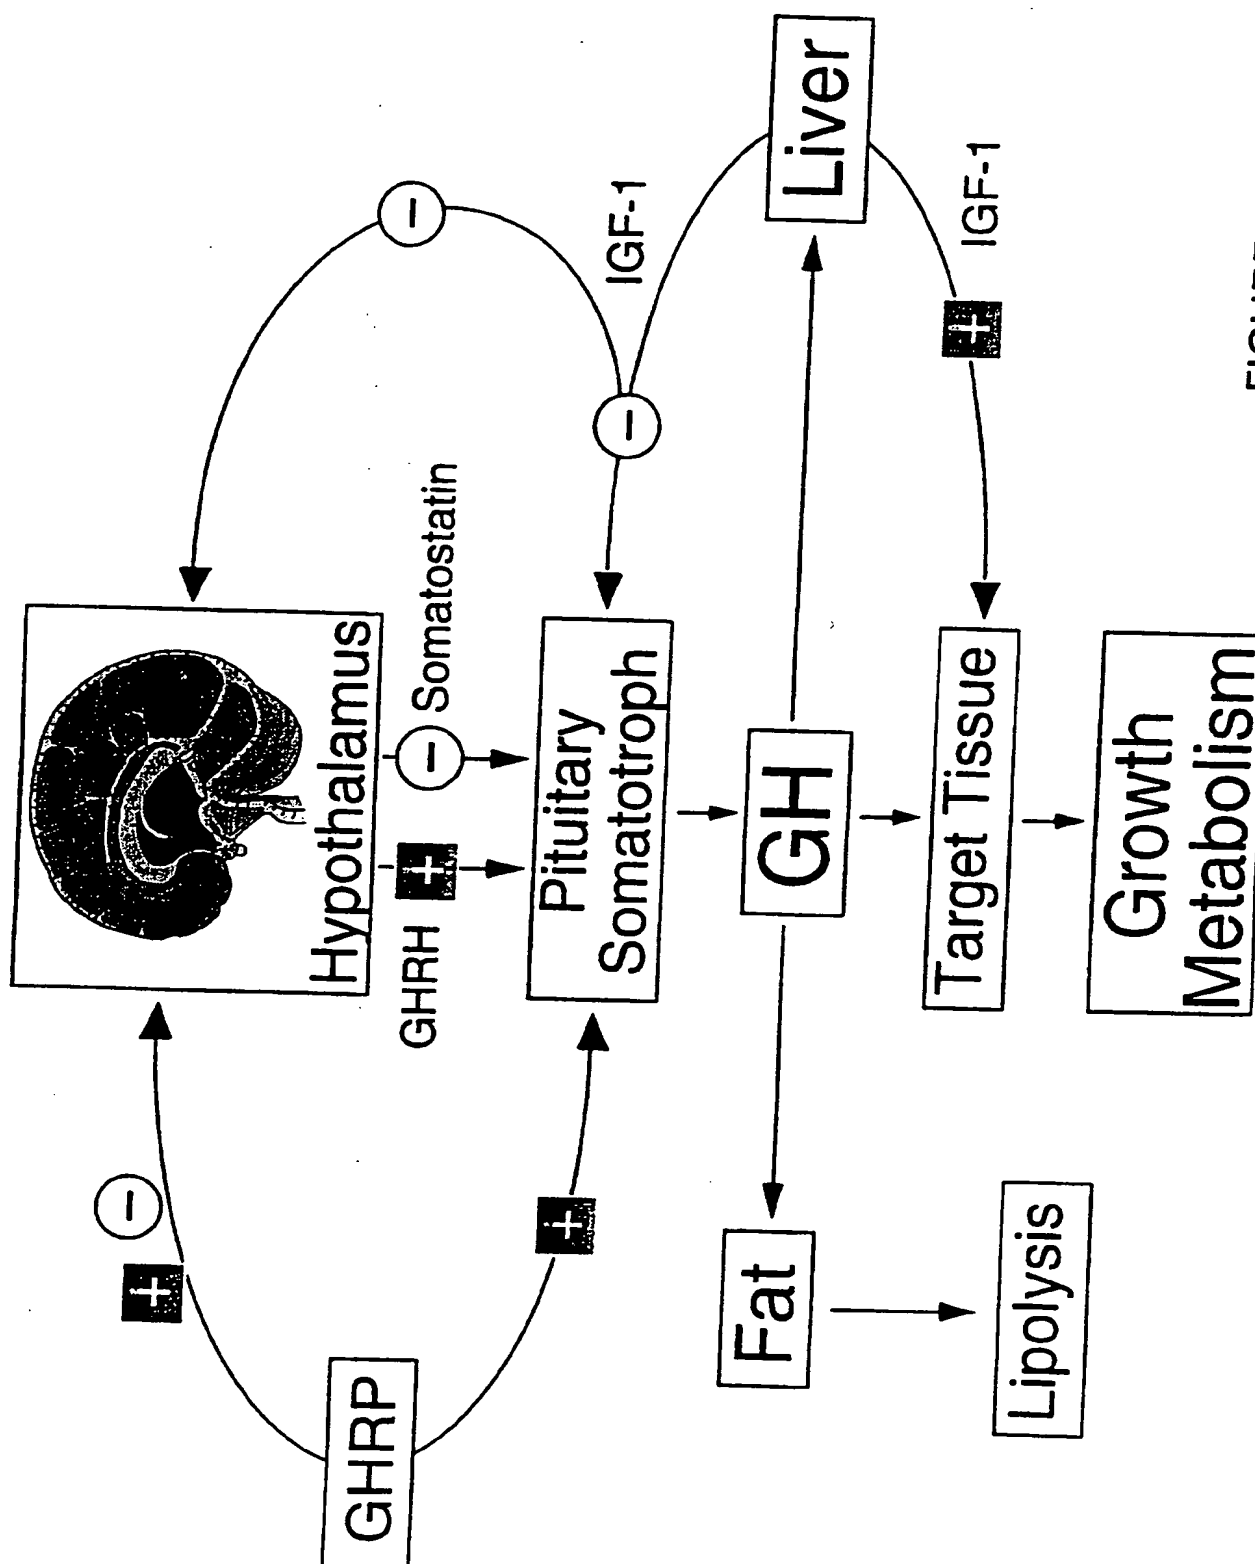 Hypothalamus
GHRP
+
−
+
GHRH
+
−
Somatostatin
−
Pituitary
Somatotroph
−
IGF-1
Fat
GH
Liver
Lipolysis
Target Tissue
+
IGF-1
Growth
Metabolism